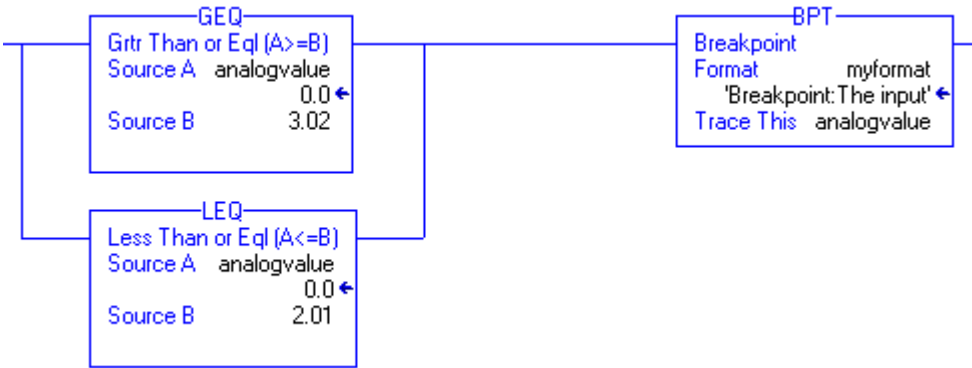 GEQ
Grtr Than or Eql (A>=B)
Source A analogvalue
0.0
Source B 3.02
BPT
Breakpoint
Format myformat
'Breakpoint:The input'
Trace This analogvalue
LEQ
Less Than or Eql (A<=B)
Source A analogvalue
0.0
Source B 2.01